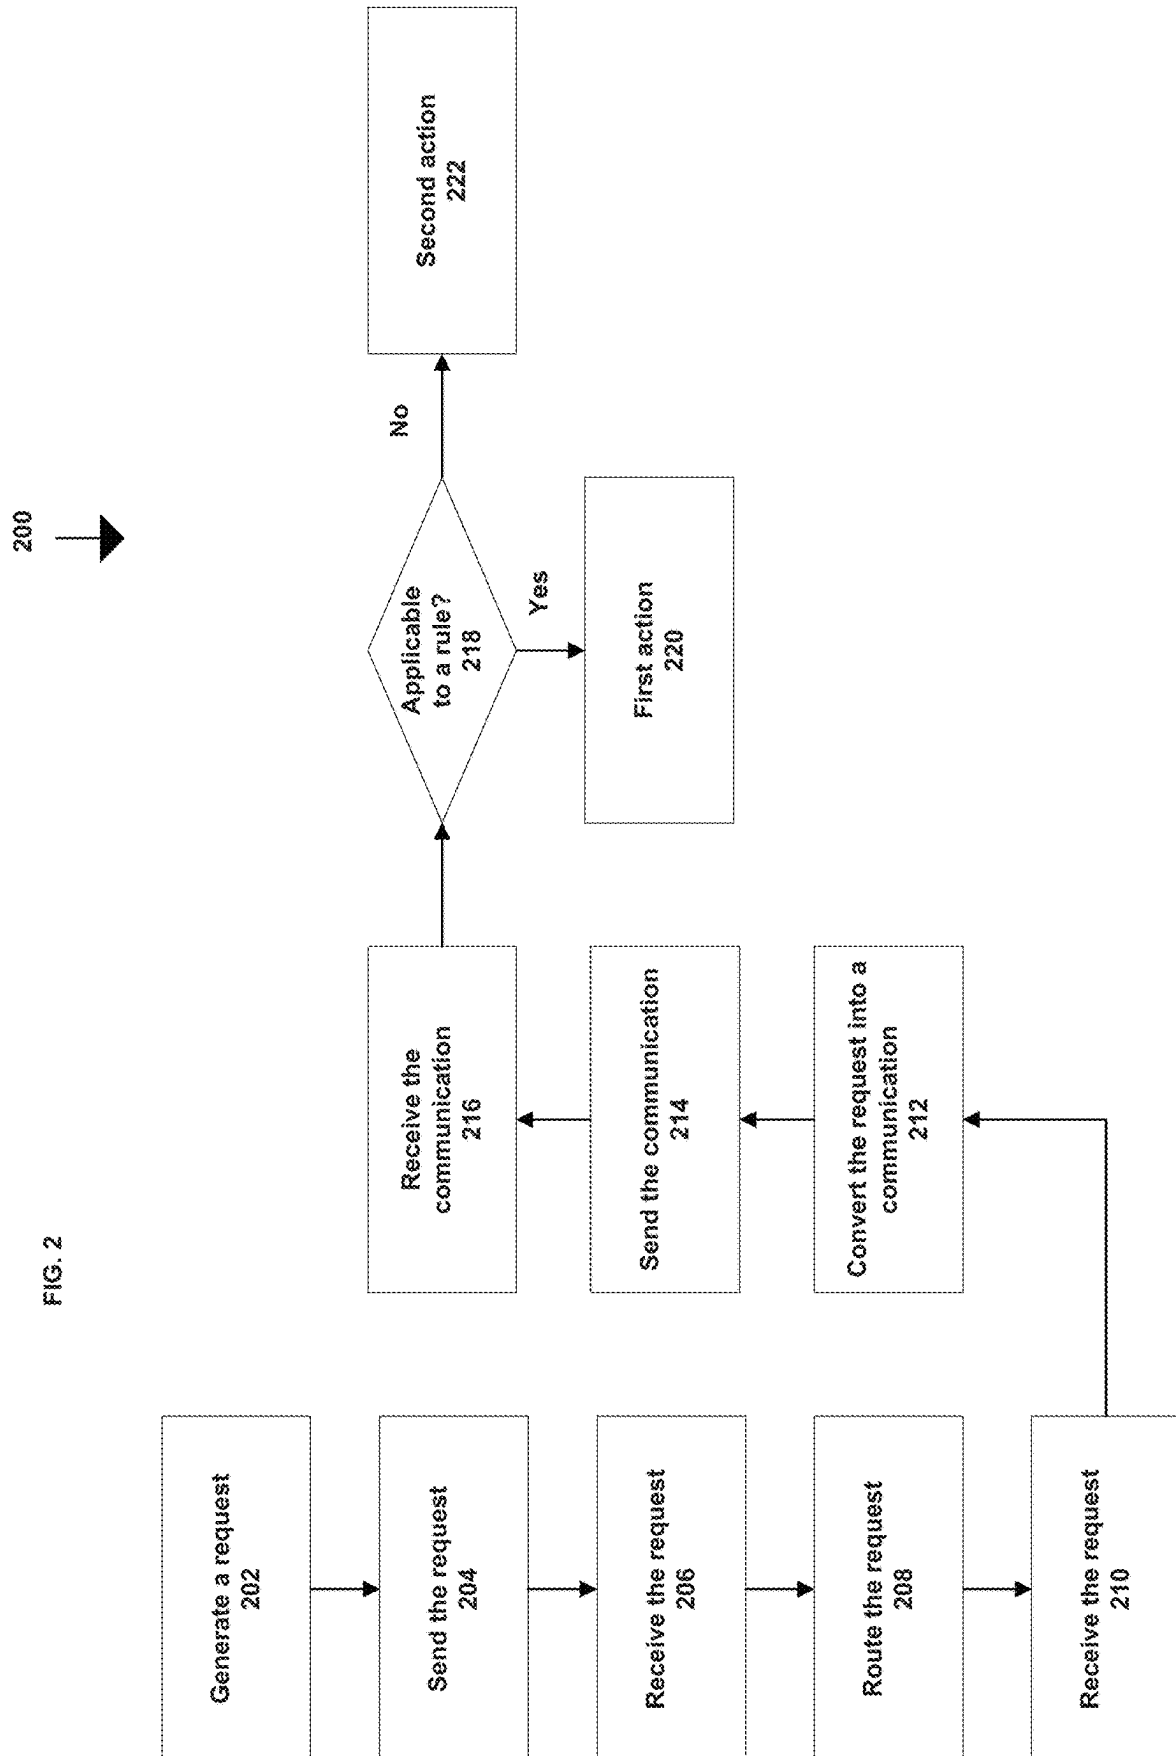 FIG. 2
200
Generate a request
202
Send the request
204
Receive the request
206
Route the request
208
Receive the request
210
Convert the request into a
communication
212
Send the communication
214
Receive the
communication
216
Applicable
to a rule?
218
Yes
No
First action
220
Second action
222